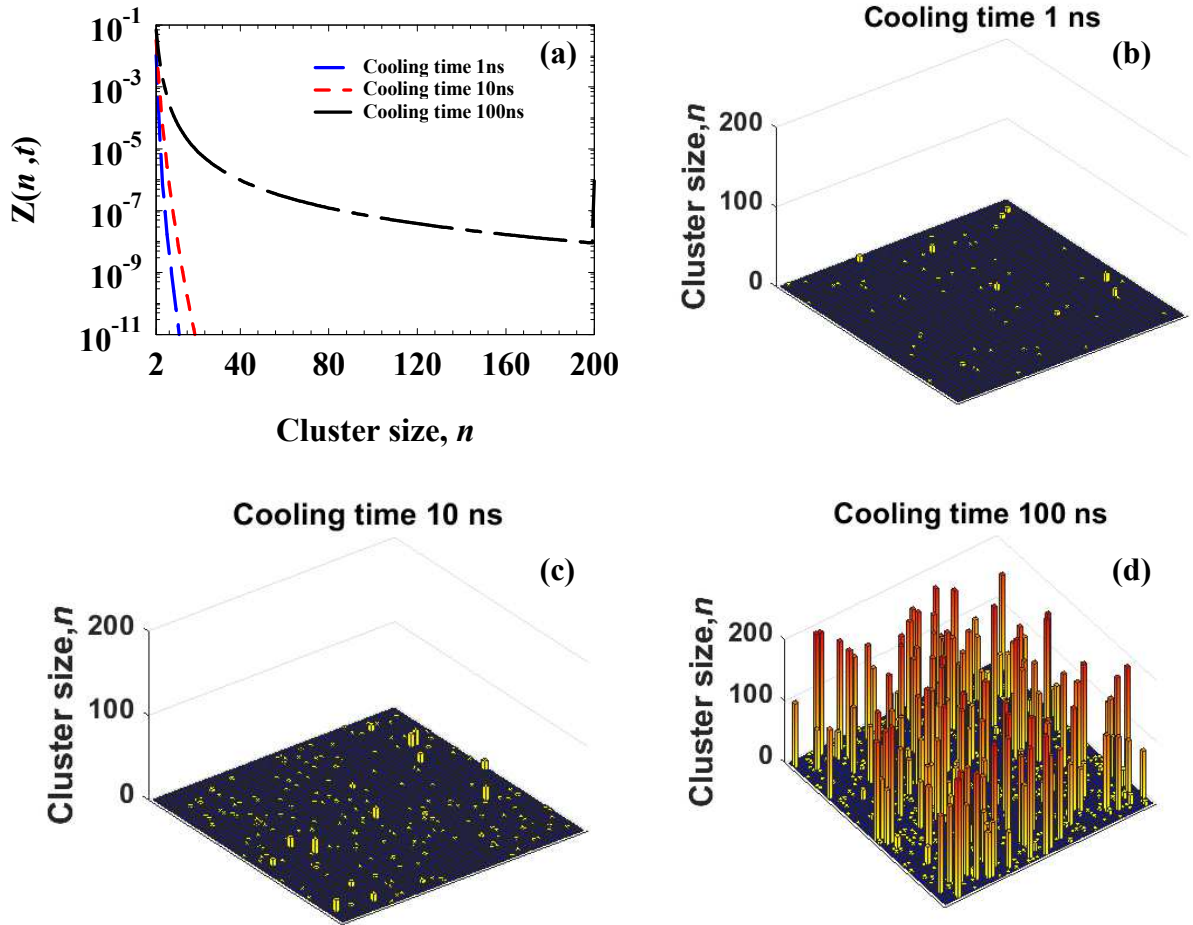 (a)
10^-1
10^-3
10^-5
10^-7
10^-9
10^-11
Z(n ,t)
Cooling time 1ns
Cooling time 10ns
Cooling time 100ns
2 40 80 120 160 200
Cluster size, n
Cooling time 1 ns
(b)
Cluster size,n
200
100
0
Cooling time 10 ns
(c)
Cluster size,n
200
100
0
Cooling time 100 ns
(d)
Cluster size,n
200
100
0